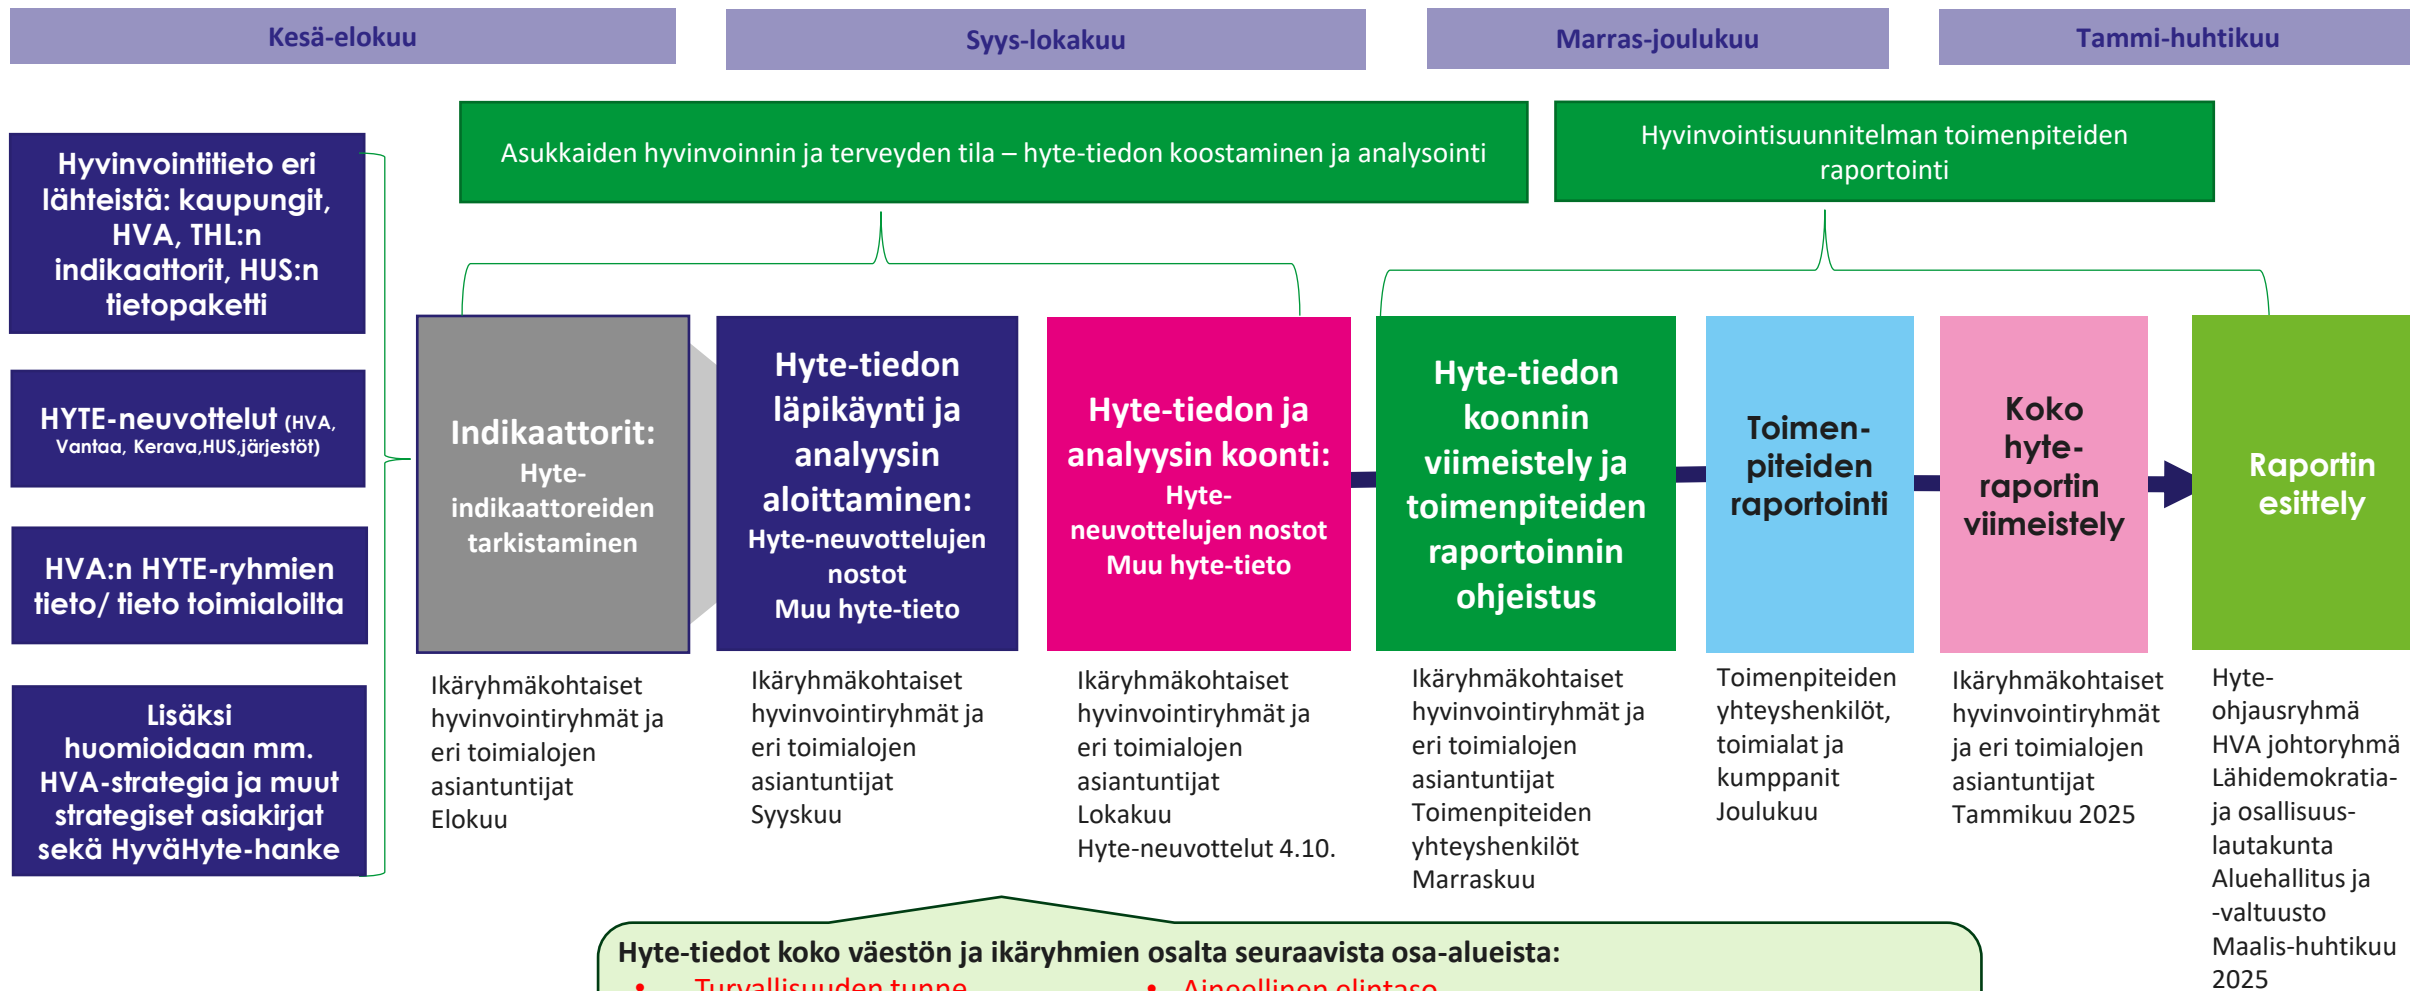 Kesä-elokuu
Syys-lokakuu
Marras-joulukuu
Tammi-huhtikuu
Asukkaiden hyvinvoinnin ja terveyden tila – hyte-tiedon koostaminen ja analysointi
Hyvinvointisuunnitelman toimenpiteiden
raportointi
Hyvinvointitieto eri
lähteistä: kaupungit,
HVA, THL:n
indikaattorit, HUS:n
tietopaketti
HYTE-neuvottelut (HVA,
Vantaa, Kerava,HUS,järjestöt)
HVA:n HYTE-ryhmien
tieto/ tieto toimialoilta
Lisäksi
huomioidaan mm.
HVA-strategia ja muut
strategiset asiakirjat
sekä HyväHyte-hanke
Indikaattorit:
Hyte-
indikaattoreiden
tarkistaminen
Ikäryhmäkohtaiset
hyvinvointiryhmät ja
eri toimialojen
asiantuntijat
Elokuu
Hyte-tiedon
läpikäynti ja
analyysin
aloittaminen:
Hyte-neuvottelujen
nostot
Muu hyte-tieto
Ikäryhmäkohtaiset
hyvinvointiryhmät ja
eri toimialojen
asiantuntijat
Syyskuu
Hyte-tiedon ja
analyysin koonti:
Hyte-
neuvottelujen nostot
Muu hyte-tieto
Ikäryhmäkohtaiset
hyvinvointiryhmät ja
eri toimialojen
asiantuntijat
Lokakuu
Hyte-neuvottelut 4.10.
Hyte-tiedon
koonnin
viimeistely ja
toimenpiteiden
raportoinnin
ohjeistus
Ikäryhmäkohtaiset
hyvinvointiryhmät ja
eri toimialojen
asiantuntijat
Toimenpiteiden
yhteyshenkilöt
Marraskuu
Toimen-
piteiden
raportointi
Toimenpiteiden
yhteyshenkilöt,
toimialat ja
kumppanit
Joulukuu
Koko
hyte-
raportin
viimeistely
Ikäryhmäkohtaiset
hyvinvointiryhmät
ja eri toimialojen
asiantuntijat
Tammikuu 2025
Raportin
esittely
Hyte-
ohjausryhmä
HVA johtoryhmä
Lähidemokratia-
ja osallisuus-
lautakunta
Aluehallitus ja
-valtuusto
Maalis-huhtikuu
2025
Hyte-tiedot koko väestön ja ikäryhmien osalta seuraavista osa-alueista:
• Turvallisuuden tunne
• Aineellinen elintaso